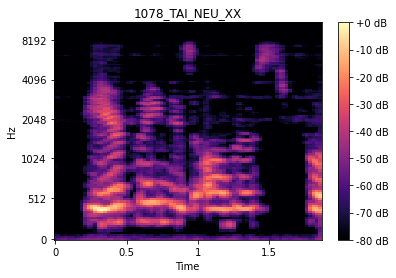 1078_TAI_NEU_XX
8192
4096
2048
1024
512
0
Hz
0
0.5
1
1.5
Time
+0 dB
-10 dB
-20 dB
-30 dB
-40 dB
-50 dB
-60 dB
-70 dB
-80 dB